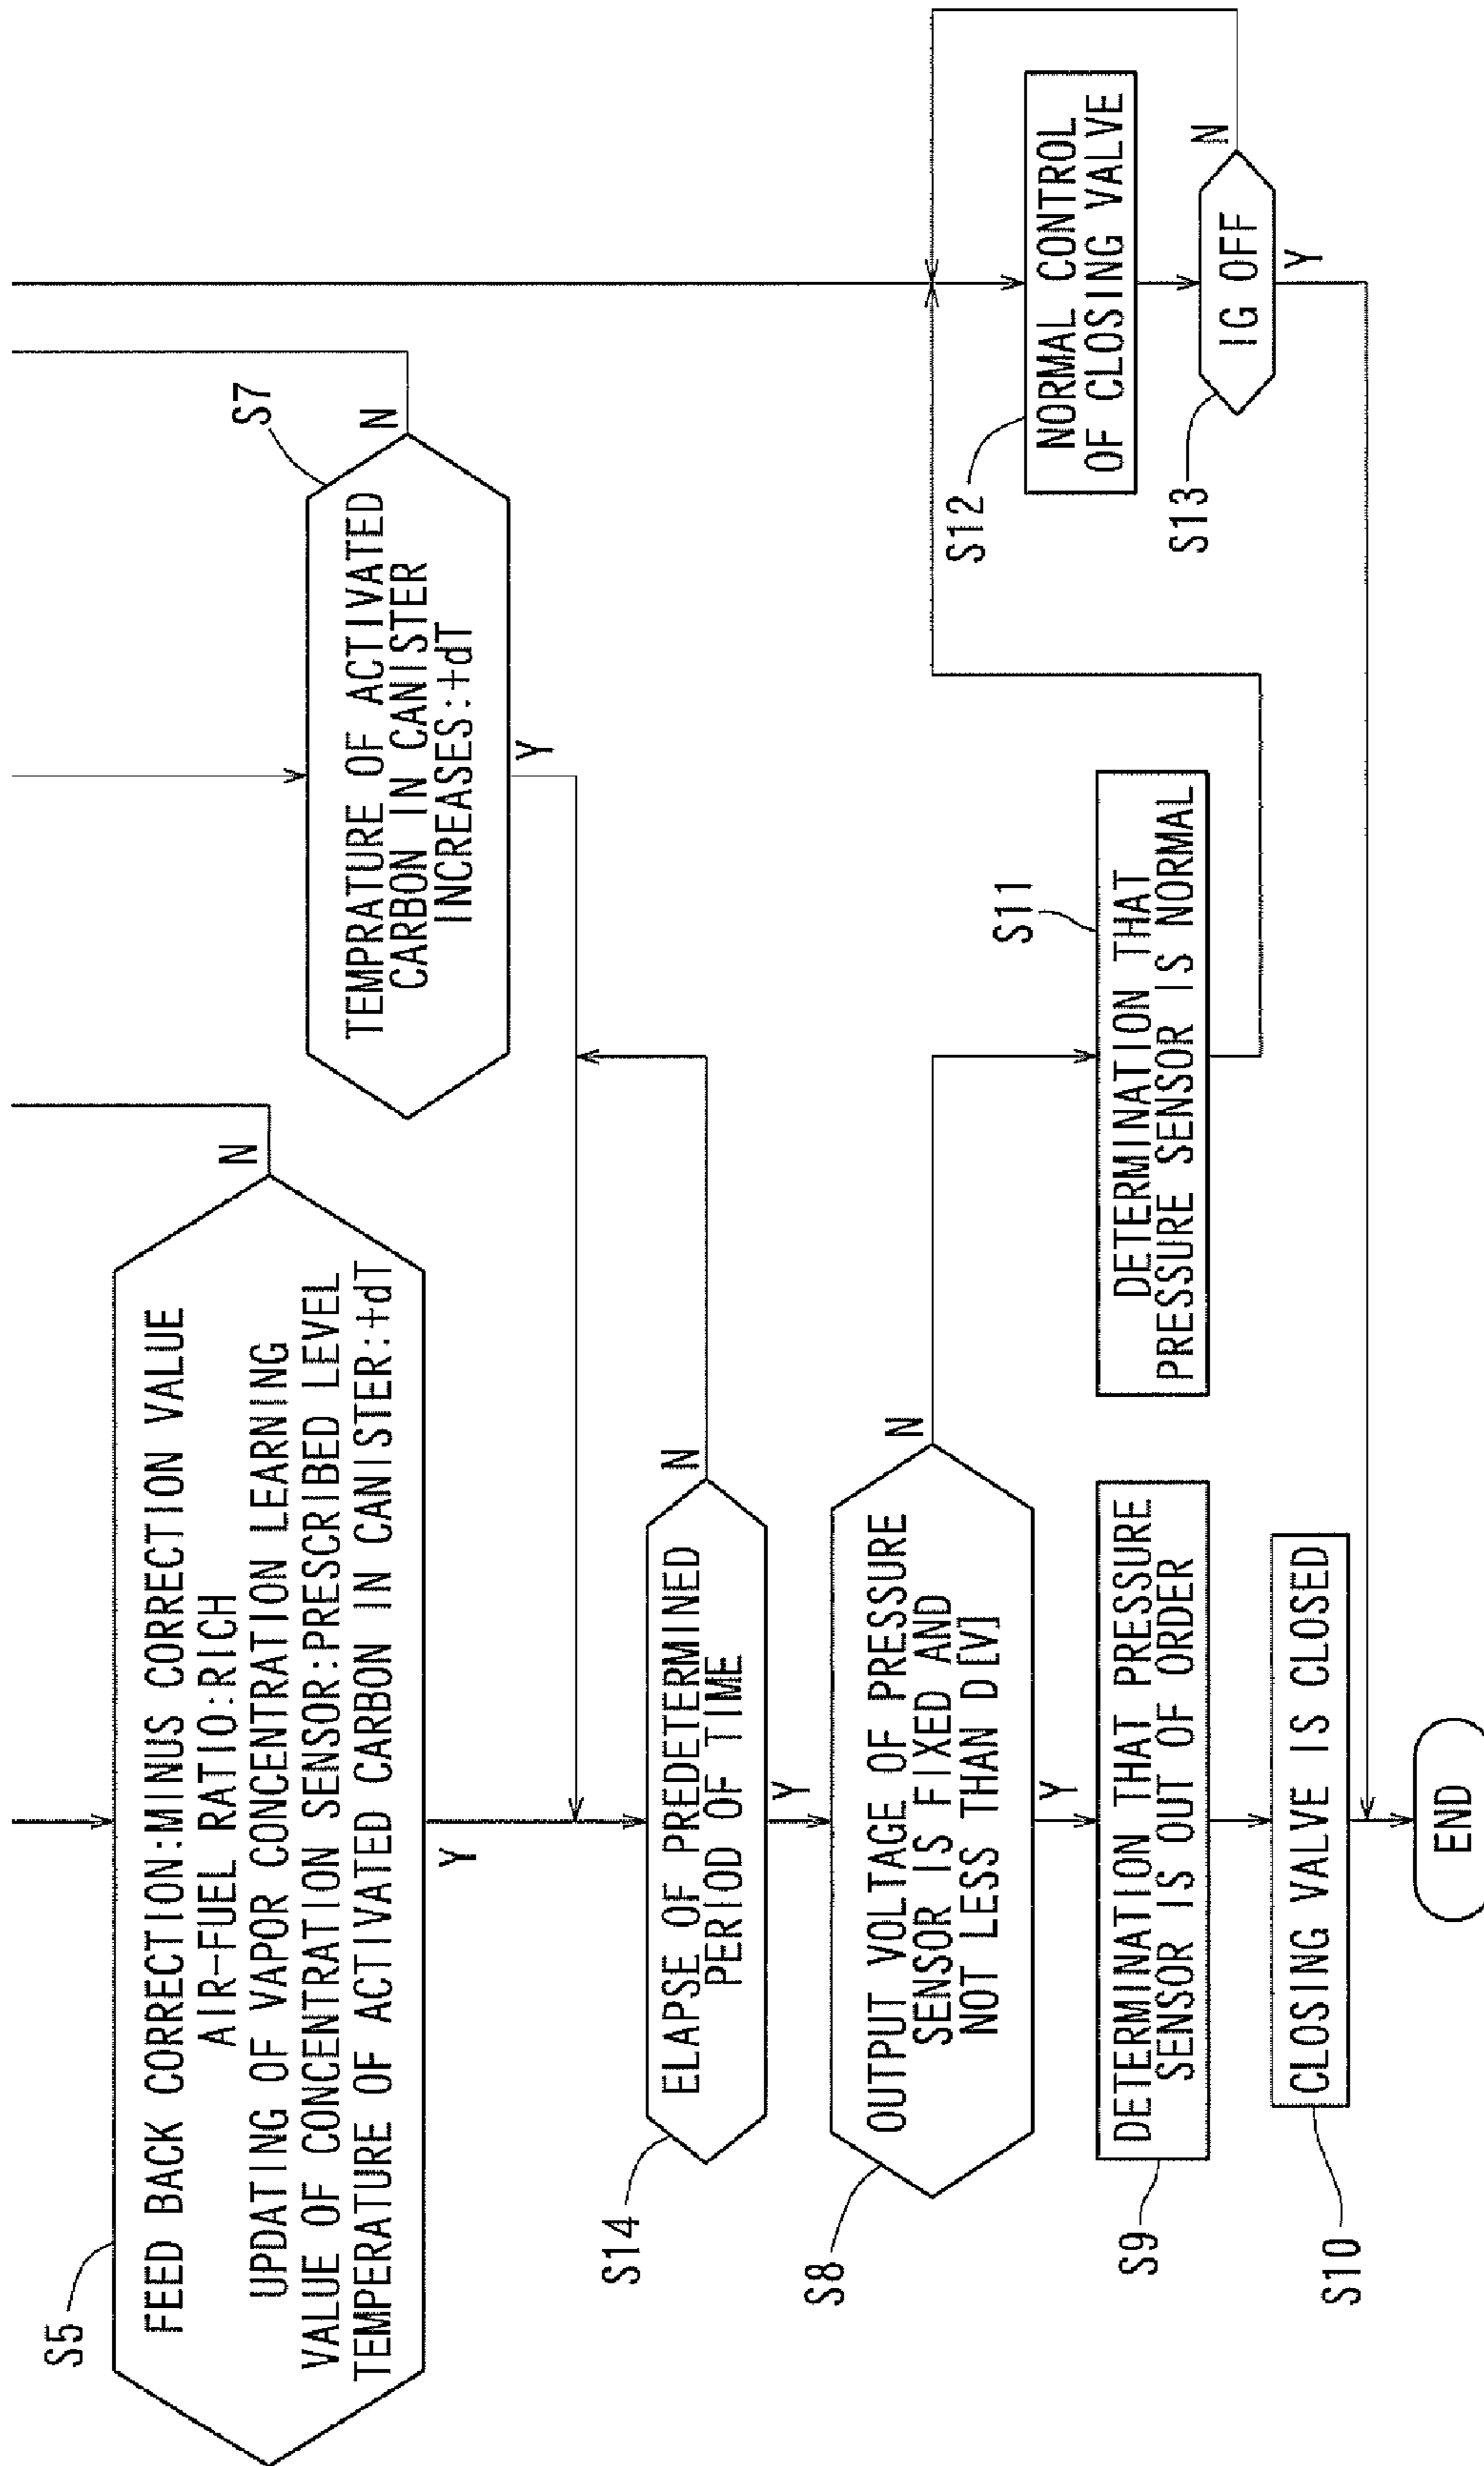 S5
FEED BACK CORRECTION:MINUS CORRECTION VALUE
AIR-FUEL RATIO:RICH
UPDATING OF VAPOR CONCENTRATION LEARNING
VALUE OF CONCENTRATION SENSOR:PRESCRIBED LEVEL
TEMPERATURE OF ACTIVATED CARBON IN CANISTER:+dT
N
Y
S7
TEMPRATURE OF ACTIVATED
CARBON IN CANISTER
INCREASES:+dT
N
Y
S14
ELAPSE OF PREDETERMINED
PERIOD OF TIME
N
Y
S8
OUTPUT VOLTAGE OF PRESSURE
SENSOR IS FIXED AND
NOT LESS THAN D[V]
N
Y
S9
DETERMINATION THAT PRESSURE
SENSOR IS OUT OF ORDER
S11
DETERMINATION THAT
PRESSURE SENSOR IS NORMAL
S12
NORMAL CONTROL
OF CLOSING VALVE
S13
IG OFF
N
Y
S10
CLOSING VALVE IS CLOSED
END